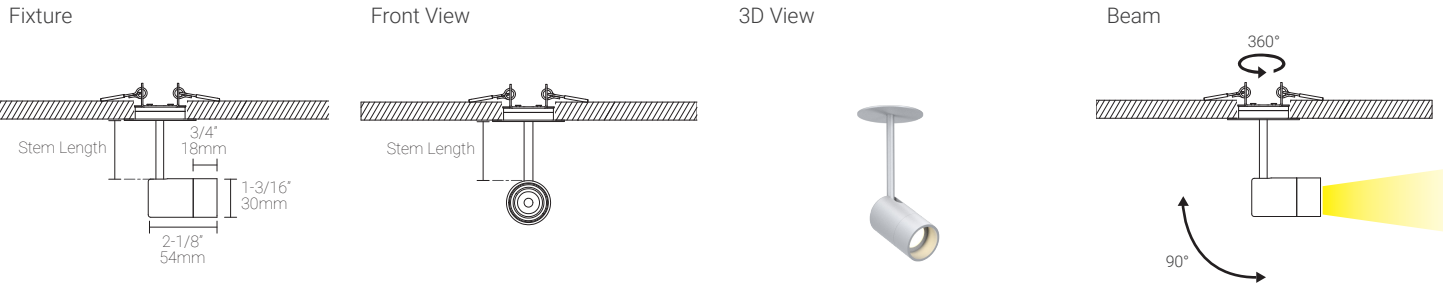 Fixture
Front View
3D View
Beam
360°
Stem Length
3/4"
18mm
1-3/16"
30mm
2-1/8"
54mm
Stem Length
90°